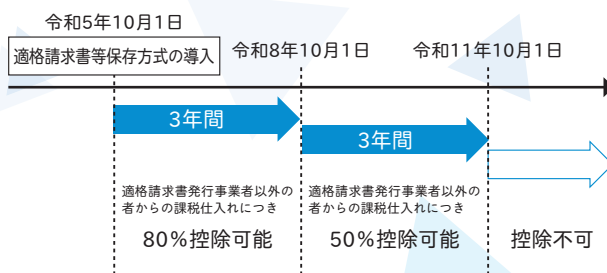 令和5年10月1日
適格請求書等保存方式の導入
令和8年10月1日
令和11年10月1日
3年間
3年間
適格請求書発行事業者以外の
者からの課税仕入れにつき
80%控除可能
適格請求書発行事業者以外の
者からの課税仕入れにつき
50%控除可能
控除不可